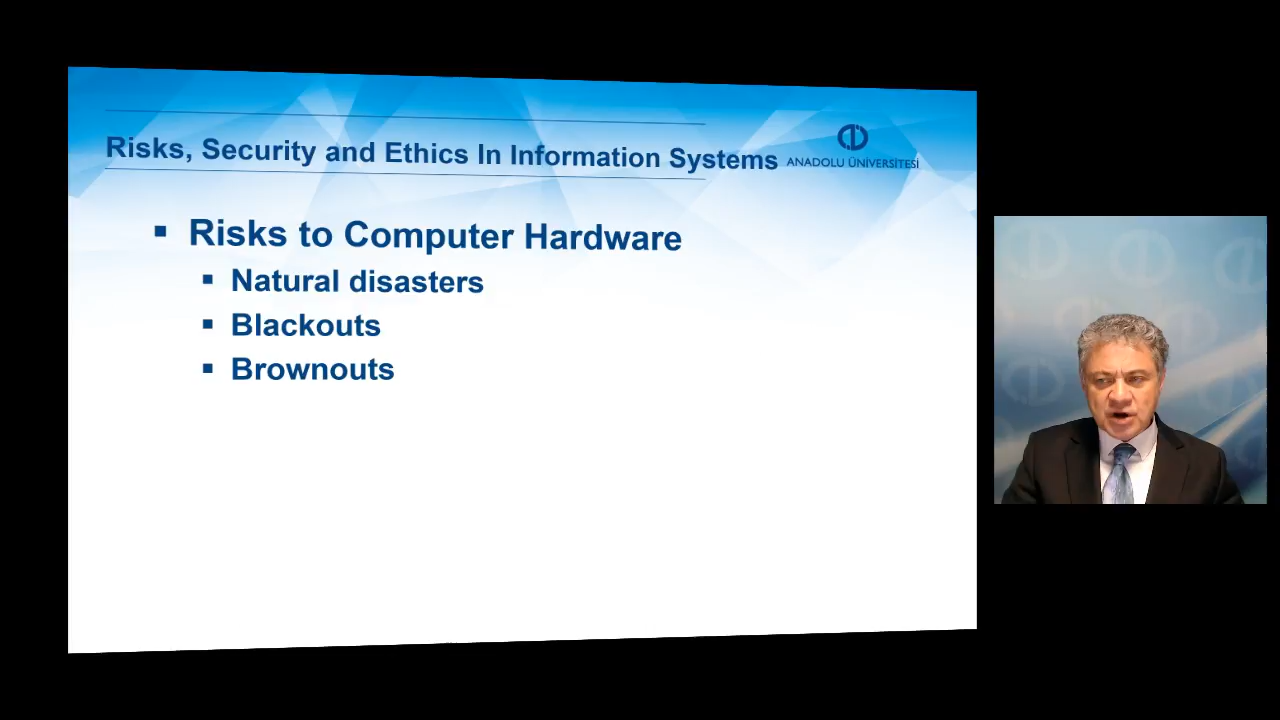 Risks, Security and Ethics In Information Systems
ANADOLU ÜNİVERSİTESİ
Risks to Computer Hardware
Natural disasters
Blackouts
Brownouts